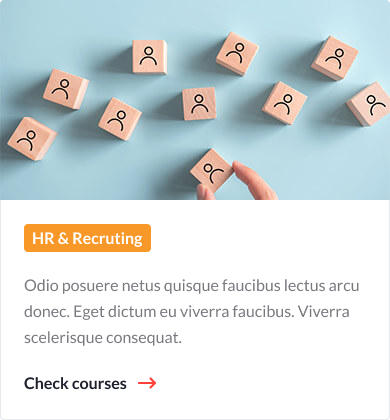 HR & Recruting
Odio posuere netus quisque faucibus lectus arcu
donec. Eget dictum eu viverra faucibus. Viverra
scelerisque consequat.
Check courses